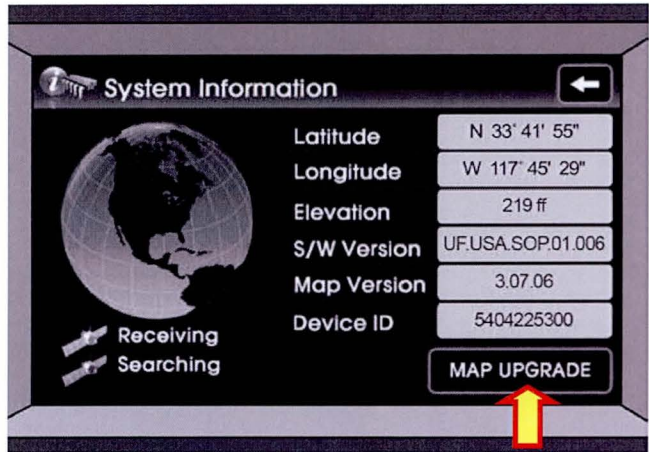 System Information
Latitude N 33° 41' 55"
Longitude W 117° 45' 29"
Elevation 219 ff
S/W Version UF.USA.SOP.01.006
Map Version 3.07.06
Device ID 5404225300
Receiving
Searching
MAP UPGRADE